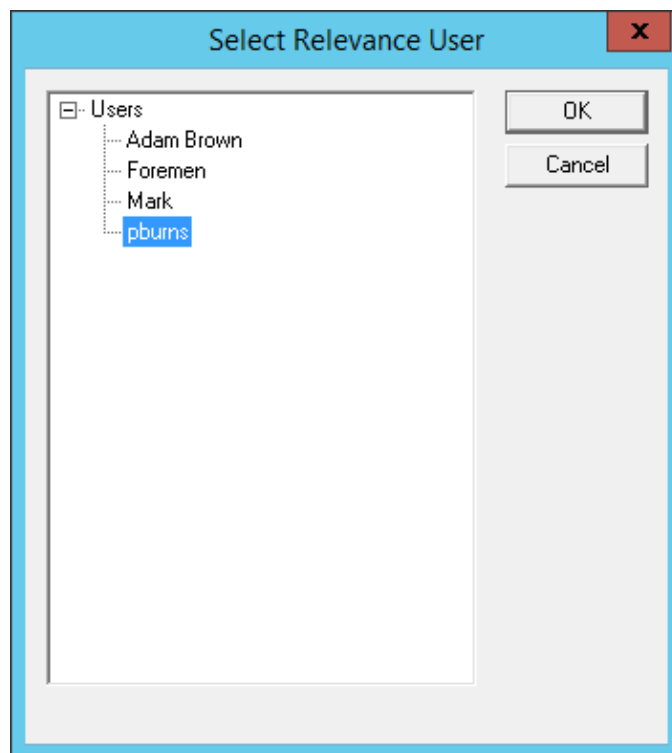 Select Relevance User
x
Users
Adam Brown
Foremen
Mark
pburns
OK
Cancel